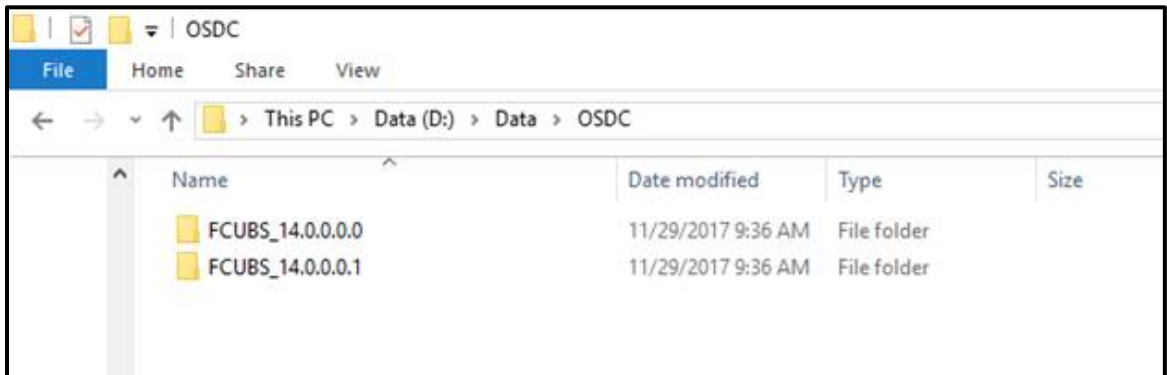 OSDC
File Home Share View
This PC > Data (D:) > Data > OSDC
Name Date modified Type Size
FCUBS_14.0.0.0.0 11/29/2017 9:36 AM File folder
FCUBS_14.0.0.0.1 11/29/2017 9:36 AM File folder